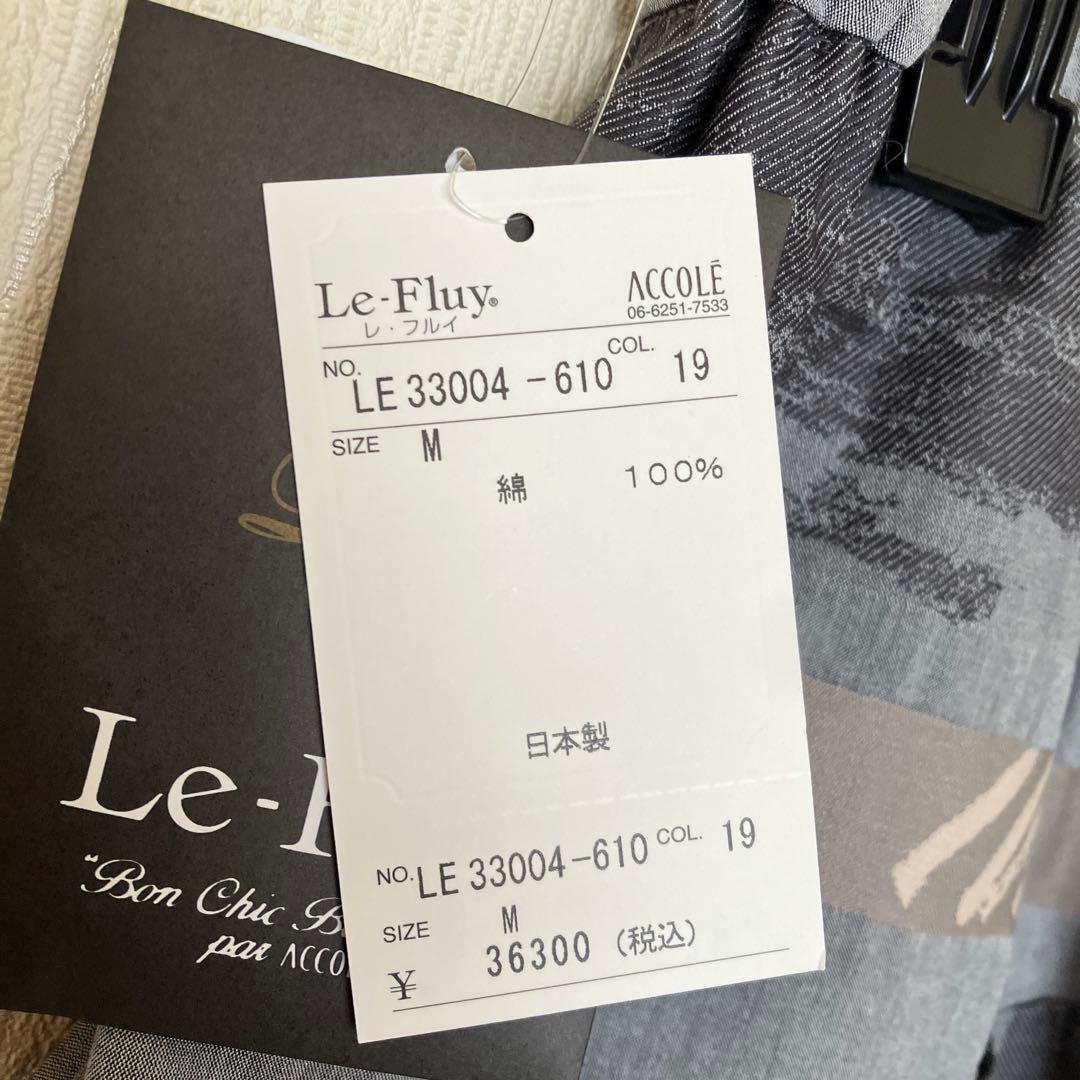 Le-Fluy®
レ・フルイ
ACCOLĒ
06-6251-7533
NO. LE 33004 -610 COL. 19
SIZE M
綿 100%
日本製
NO. LE 33004-610 COL. 19
SIZE M
¥ 36300 (税込)
Le-
"Bon Chic
par ACCO